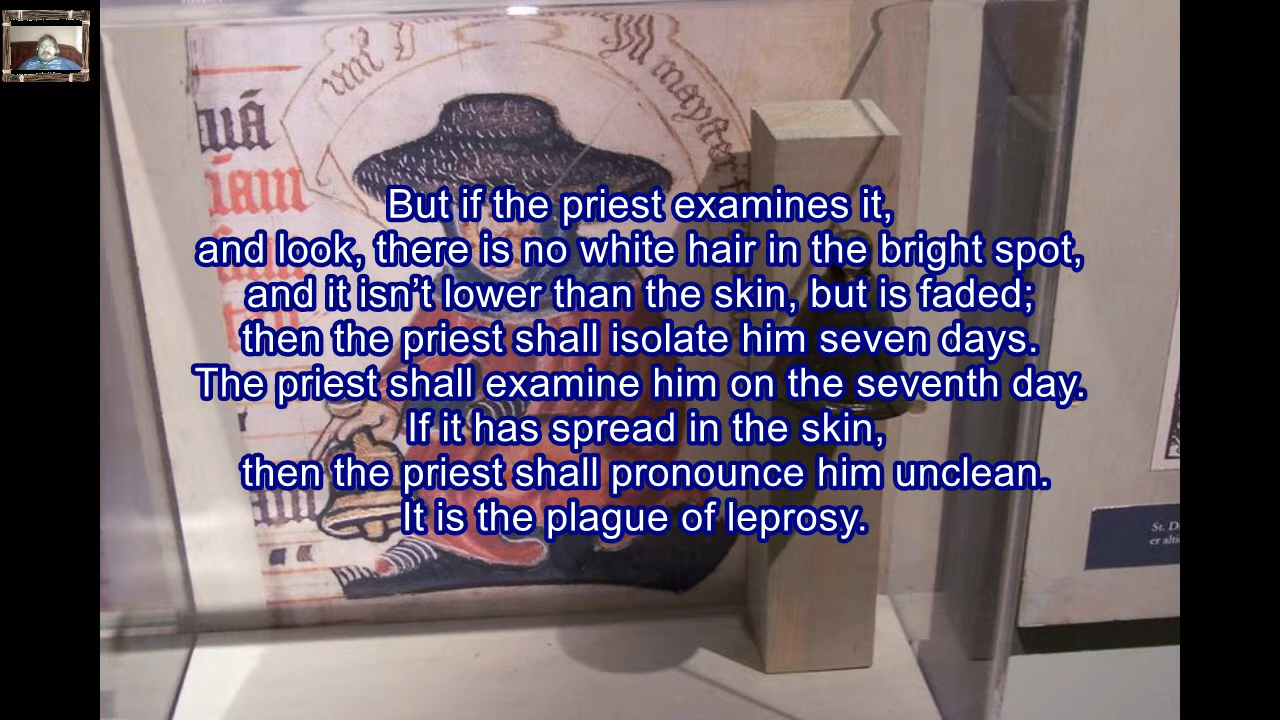 But if the priest examines it,
and look, there is no white hair in the bright spot,
and it isn’t lower than the skin, but is faded;
then the priest shall isolate him seven days.
The priest shall examine him on the seventh day.
If it has spread in the skin,
then the priest shall pronounce him unclean.
It is the plague of leprosy.
St. D
er alti